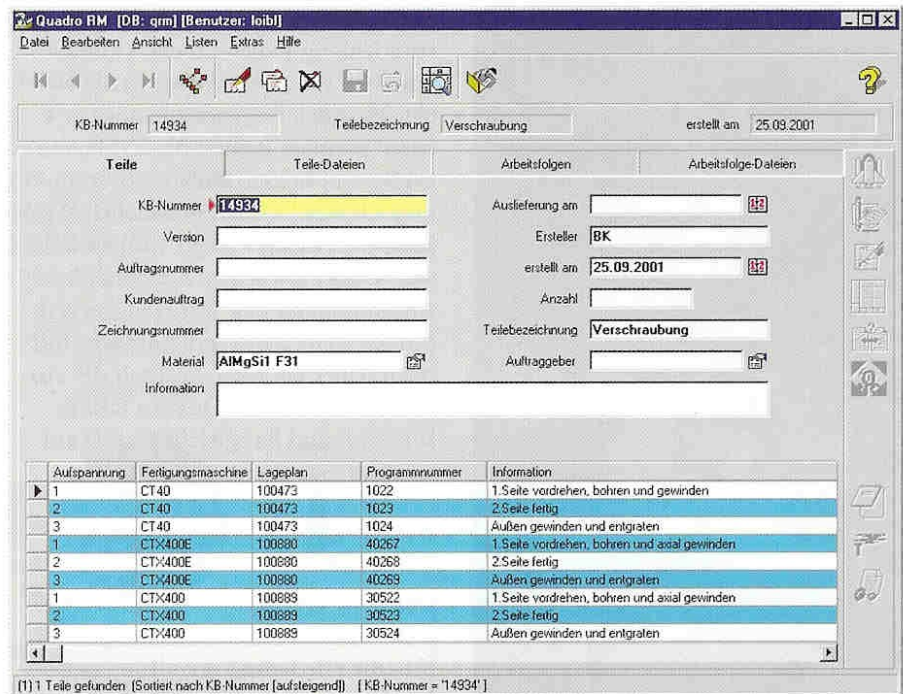 Quadro RM [DB: qrm] [Benutzer: loibl]
Datei Bearbeiten Ansicht Listen Extras Hilfe
KB-Nummer 14934 Teilebezeichnung Verschraubung erstellt am 25.09.2001
Teile Teile-Dateien Arbeitsfolgen Arbeitsfolge-Dateien
KB-Nummer 14934 Auslieferung am
Version Ersteller BK
Auftragsnummer erstellt am 25.09.2001
Kundenauftrag Anzahl
Zeichnungsnummer Teilebezeichnung Verschraubung
Material AlMgSi1 F31 Auftraggeber
Information
Aufspannung Fertigungsmaschine Lageplan Programmnummer Information
1 CT40 100473 1022 1.Seite vordrehen, bohren und gewinden
2 CT40 100473 1023 2.Seite fertig
3 CT40 100473 1024 Außen gewinden und entgraten
1 CTX400E 100880 40267 1.Seite vordrehen, bohren und axial gewinden
2 CTX400E 100880 40268 2.Seite fertig
3 CTX400E 100880 40269 Außen gewinden und entgraten
1 CTX400 100889 30522 1.Seite vordrehen, bohren und axial gewinden
2 CTX400 100889 30523 2.Seite fertig
3 CTX400 100889 30524 Außen gewinden und entgraten
(1) 1 Teile gefunden (Sortiert nach KB-Nummer [aufsteigend]) [ KB-Nummer = '14934' ]